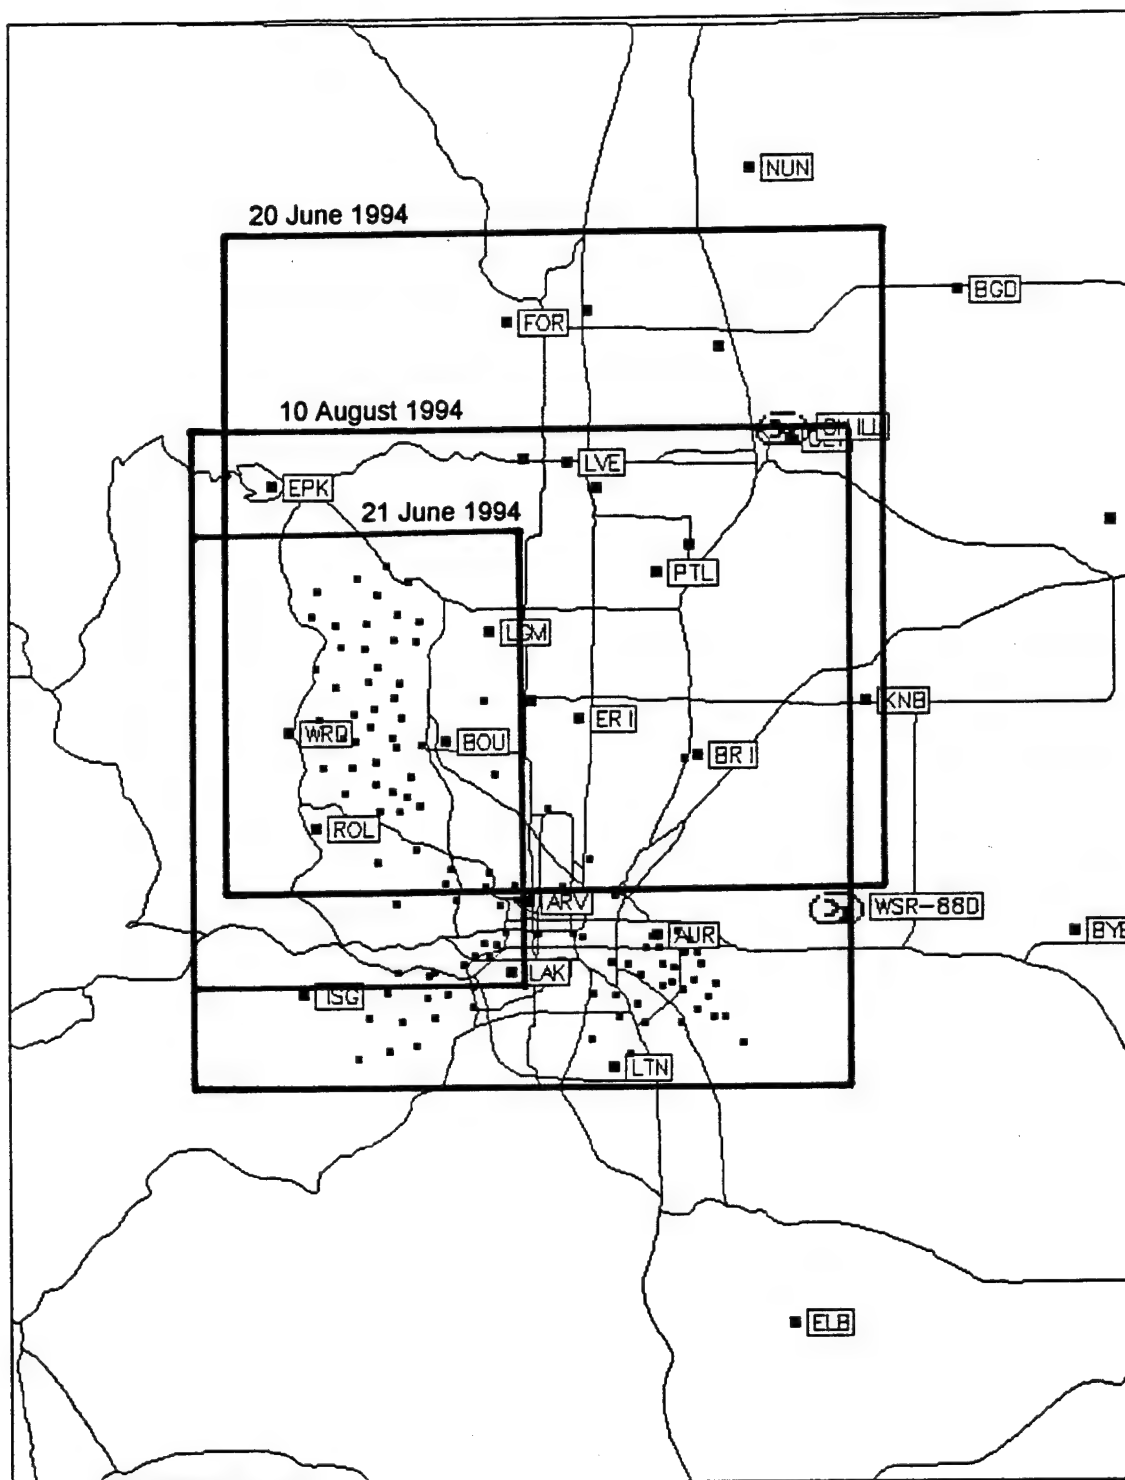 NUN
20 June 1994
BGD
FOR
10 August 1994
LVE
EPK
21 June 1994
PTL
LGM
KNB
ERI
WRD
BOU
BRI
ROL
ARV
WSR-88D
AUR
BYE
LAK
ISG
LTN
ELB